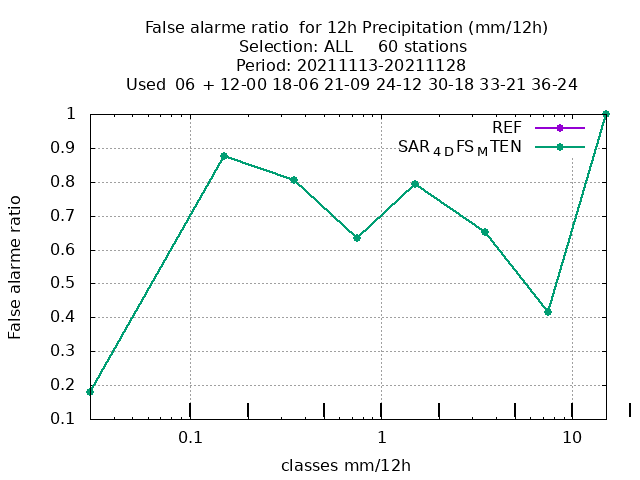 False alarme ratio  for 12h Precipitation (mm/12h)
Selection: ALL     60 stations
Period: 20211113-20211128
Used  06 + 12-00 18-06 21-09 24-12 30-18 33-21 36-24
REF
SAR4DFSMTEN
1
0.9
0.8
0.7
0.6
0.5
0.4
0.3
0.2
0.1
False alarme ratio
0.1 1 10
classes mm/12h